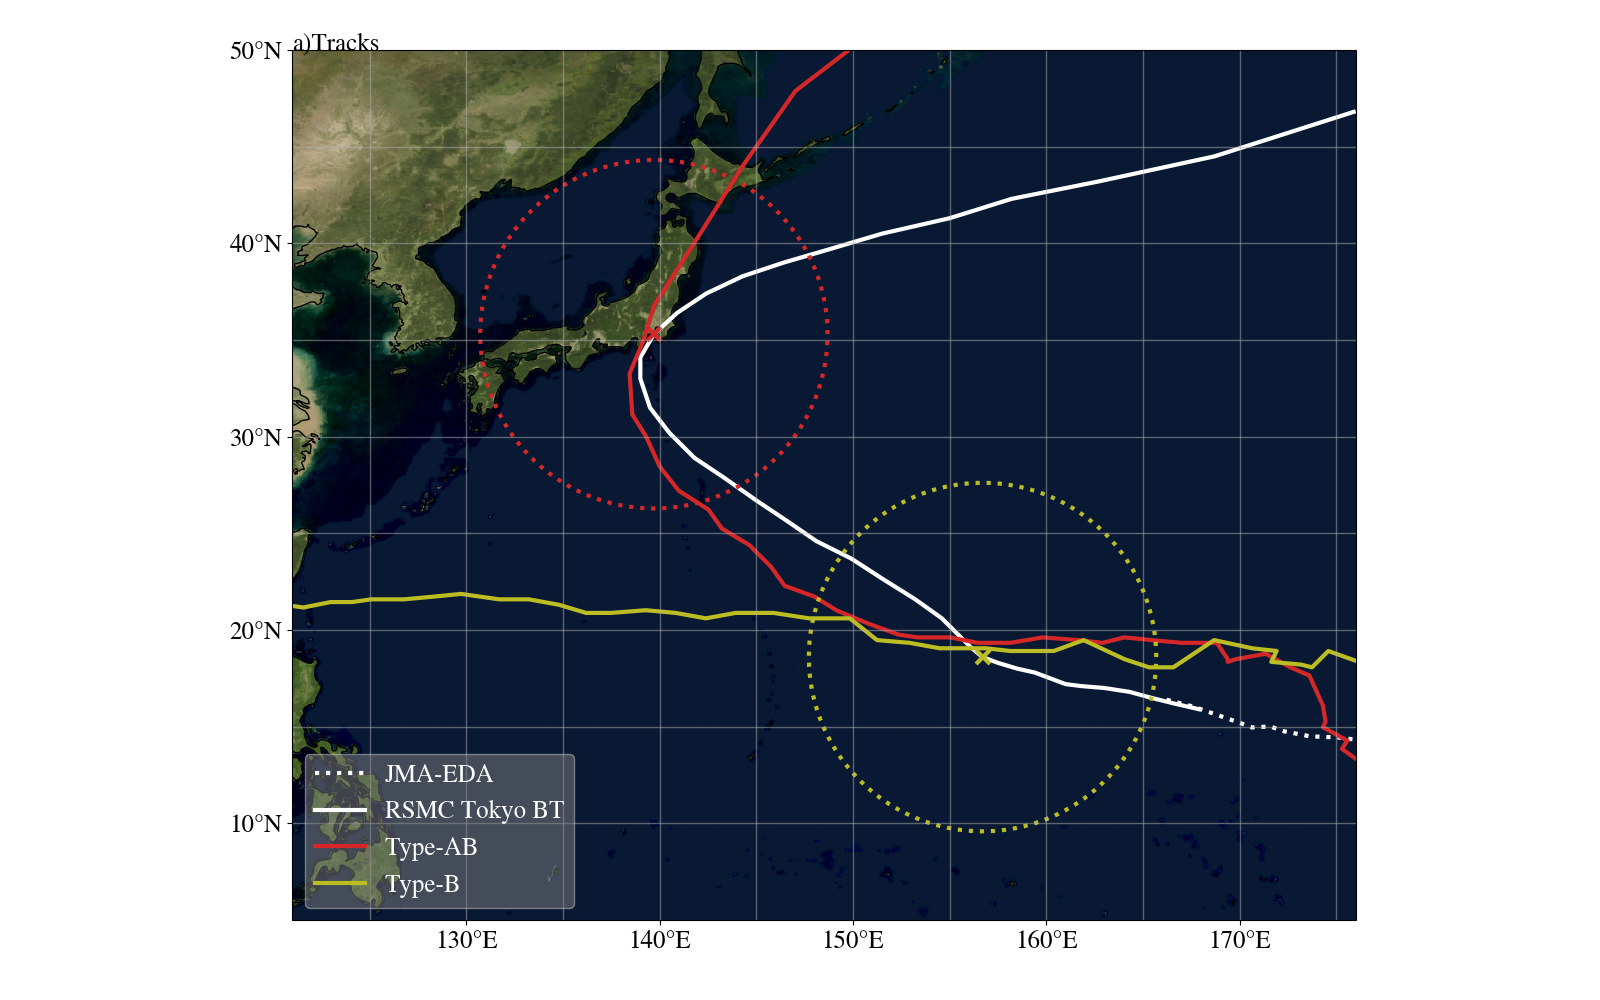 a)Tracks
50°N
40°N
30°N
20°N
10°N
JMA-EDA
RSMC Tokyo BT
Type-AB
Type-B
130°E 140°E 150°E 160°E 170°E